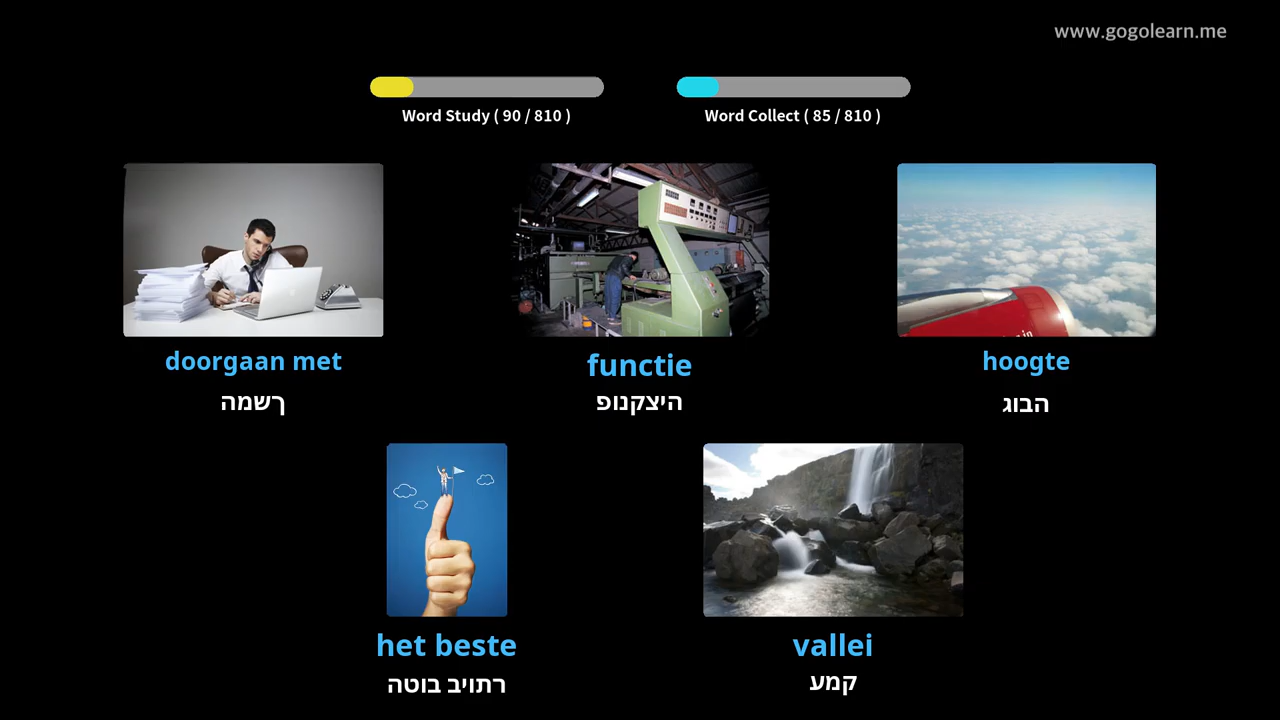 www.gogolearn.me
Word Study ( 90 / 810 )
Word Collect ( 85 / 810 )
doorgaan met
ךשמה
functie
היצקנופ
hoogte
הבוג
het beste
רתויב בוטה
vallei
קמע